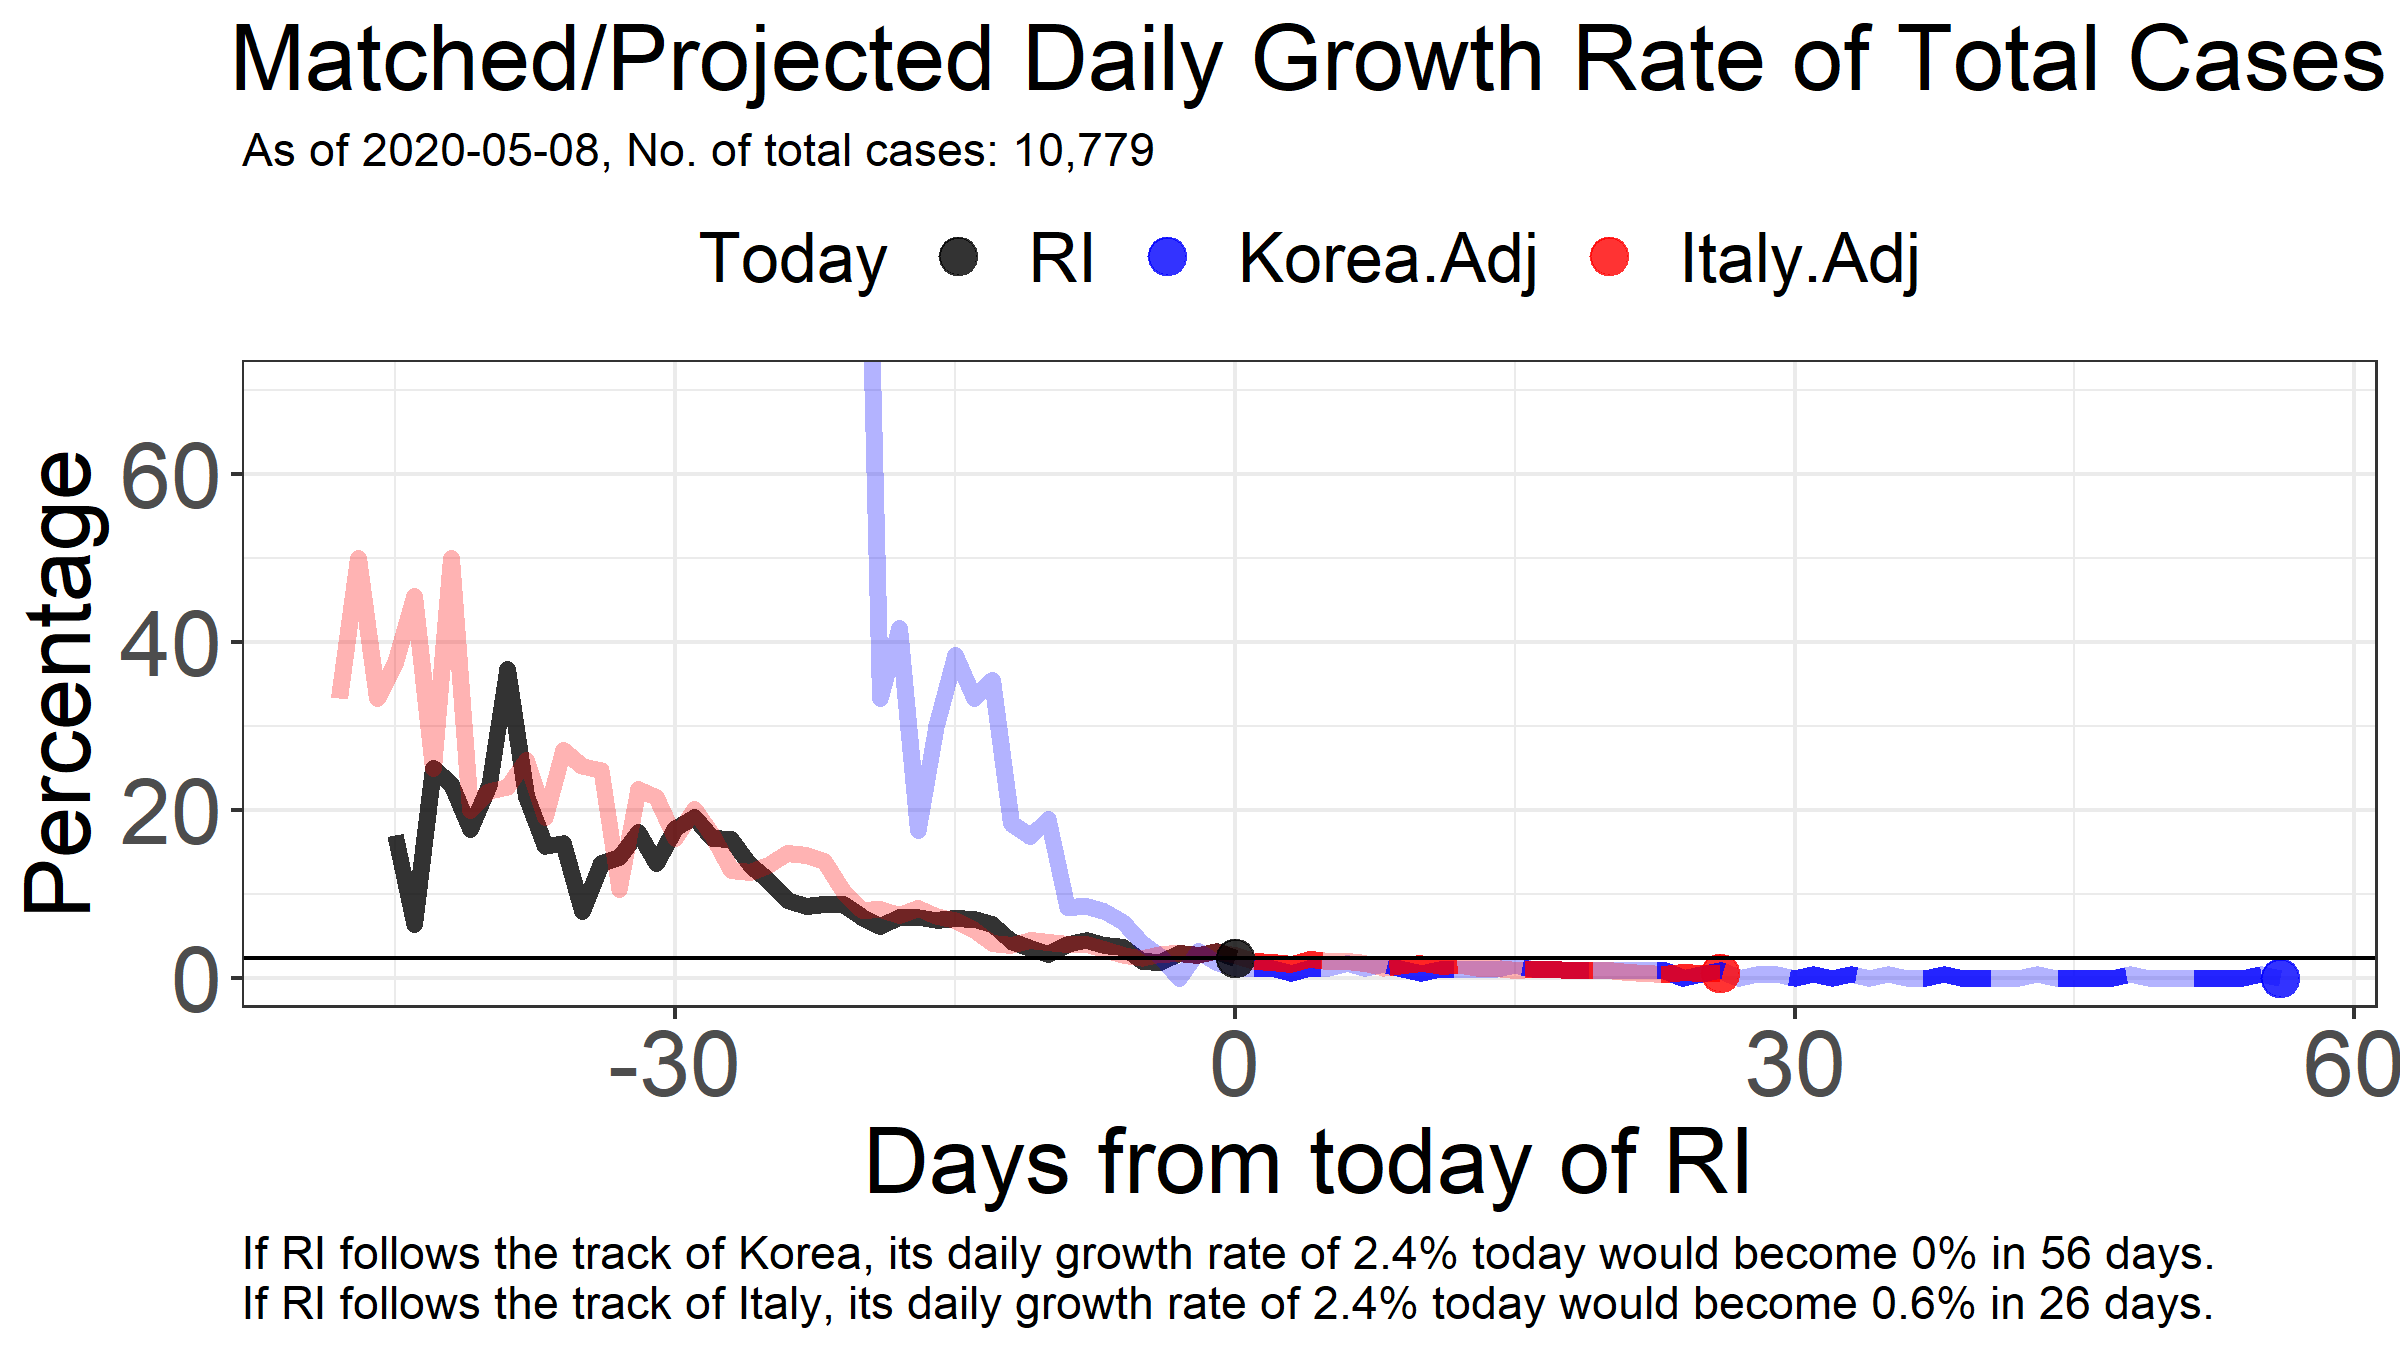 Matched/Projected Daily Growth Rate of Total Cases
As of 2020-05-08, No. of total cases: 10,779
Today RI Korea.Adj Italy.Adj
Percentage
60
40
20
0
-30 0 30 60
Days from today of RI
If RI follows the track of Korea, its daily growth rate of 2.4% today would become 0% in 56 days.
If RI follows the track of Italy, its daily growth rate of 2.4% today would become 0.6% in 26 days.